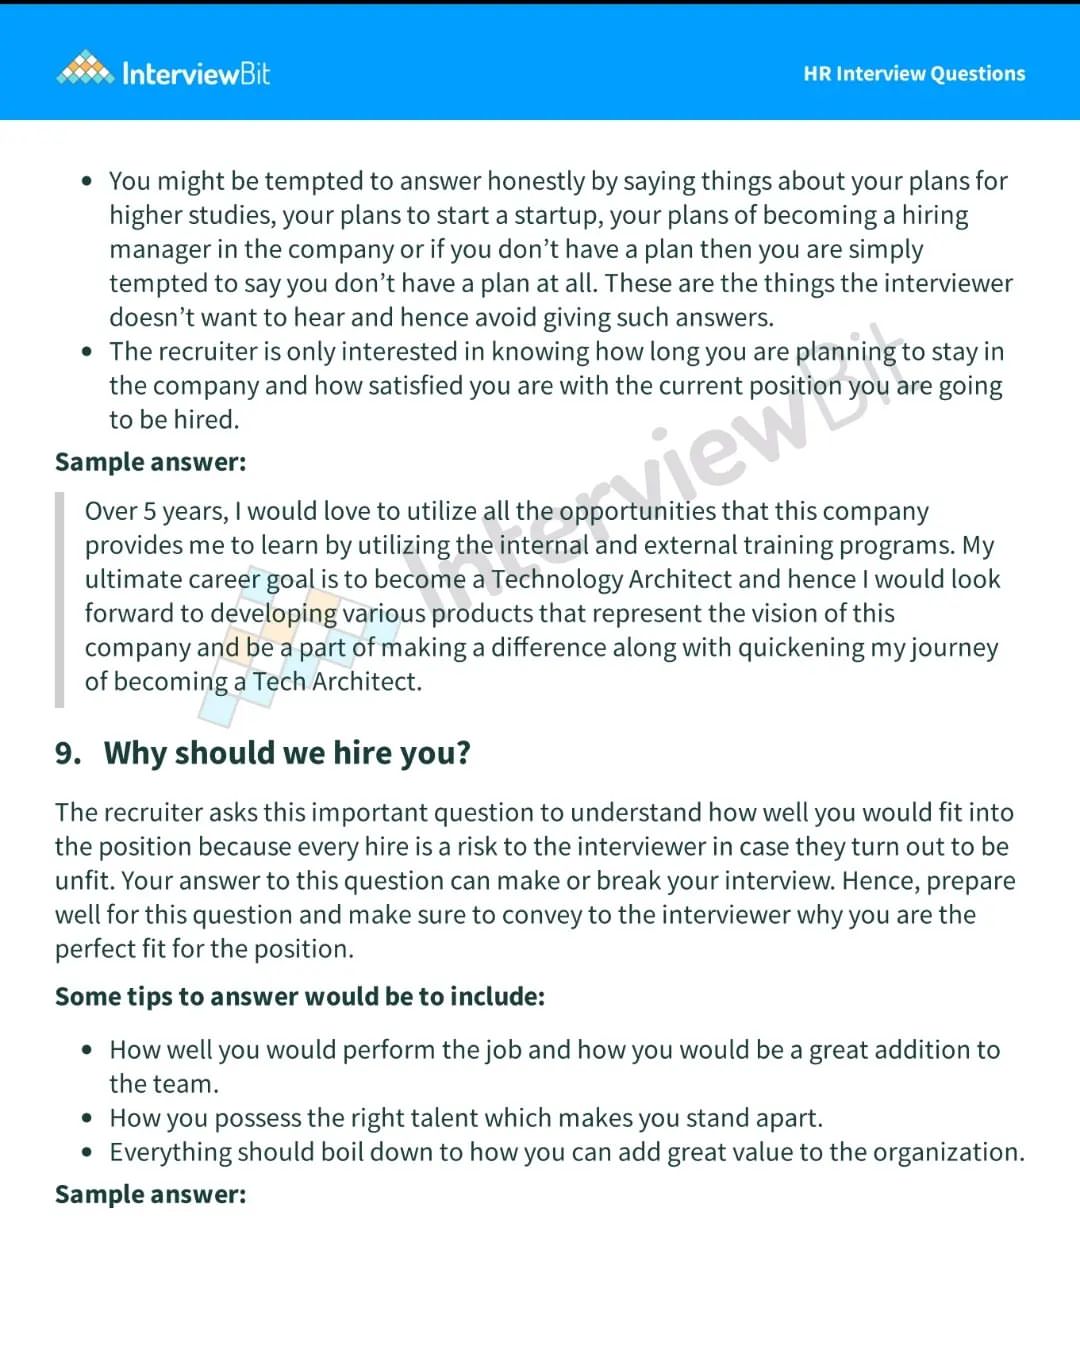 InterviewBit
HR Interview Questions
• You might be tempted to answer honestly by saying things about your plans for
higher studies, your plans to start a startup, your plans of becoming a hiring
manager in the company or if you don’t have a plan then you are simply
tempted to say you don’t have a plan at all. These are the things the interviewer
doesn’t want to hear and hence avoid giving such answers.
• The recruiter is only interested in knowing how long you are planning to stay in
the company and how satisfied you are with the current position you are going
to be hired.
Sample answer:
Over 5 years, I would love to utilize all the opportunities that this company
provides me to learn by utilizing the internal and external training programs. My
ultimate career goal is to become a Technology Architect and hence I would look
forward to developing various products that represent the vision of this
company and be a part of making a difference along with quickening my journey
of becoming a Tech Architect.
InterviewBit
9. Why should we hire you?
The recruiter asks this important question to understand how well you would fit into
the position because every hire is a risk to the interviewer in case they turn out to be
unfit. Your answer to this question can make or break your interview. Hence, prepare
well for this question and make sure to convey to the interviewer why you are the
perfect fit for the position.
Some tips to answer would be to include:
• How well you would perform the job and how you would be a great addition to
the team.
• How you possess the right talent which makes you stand apart.
• Everything should boil down to how you can add great value to the organization.
Sample answer: